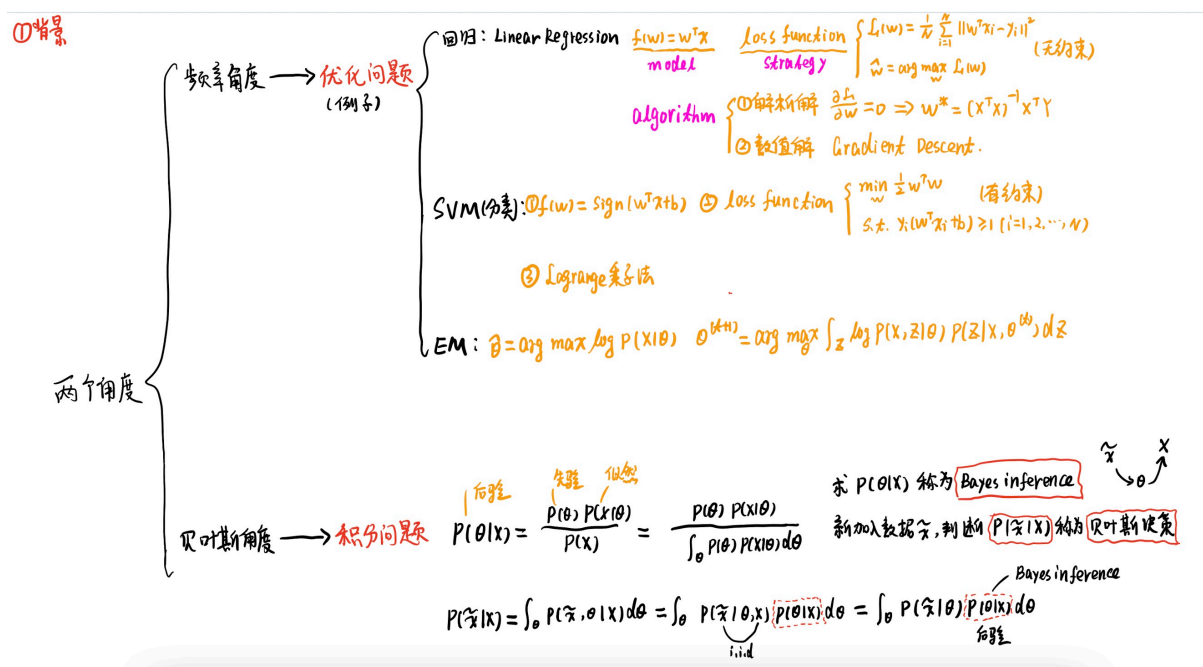 ①背景
两个角度
频率角度 → 优化问题
(例子)
回归: Linear Regression f(w)=wᵀx loss function
model strategy
L(w)=1/N ∑ᵢ₌₁ᴺ ||wᵀxi-yi||²
ŵ=arg max_w L(w) (无约束)
algorithm
①解析解 ∂L/∂w=0 ⇒ w*=(XᵀX)⁻¹XᵀY
②数值解 Gradient Descent.
SVM(分类): ①f(w)=sign(wᵀx+b) ② loss function
min_w 1/2 wᵀw (有约束)
s.t. yi(wᵀxi+b)≥1 (i=1,2,...,N)
③ Lagrange乘子法
EM: θ̂=arg max log P(X|θ) θ^(t+1)=arg max_θ ∫_Z log P(X,Z|θ) P(Z|X,θ^(t)) dZ
贝叶斯角度 → 积分问题
后验 先验 似然
P(θ|X)= P(θ)P(X|θ)/P(X) = P(θ)P(X|θ)/∫_θ P(θ)P(X|θ)dθ
求 P(θ|X) 称为 Bayes inference
x̃ → θ → X
新加入数据x̃,判断 P(x̃|X) 称为 贝叶斯决策
Bayes inference
P(x̃|X)=∫_θ P(x̃,θ|X)dθ=∫_θ P(x̃|θ,X) P(θ|X)dθ=∫_θ P(x̃|θ) P(θ|X)dθ
i.i.d 后验